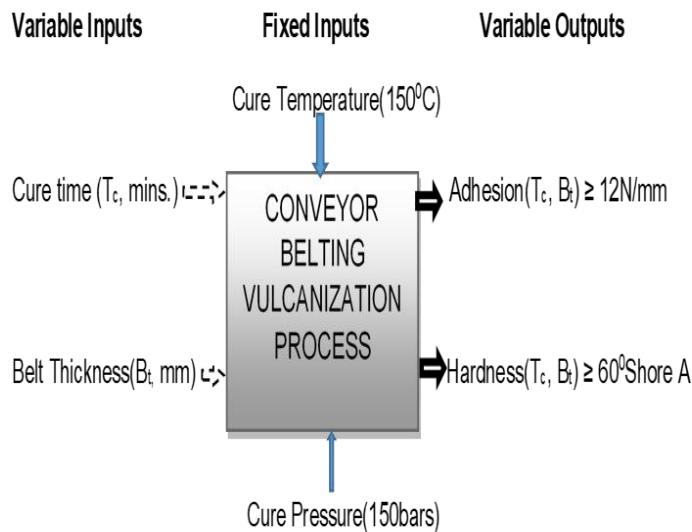 Variable Inputs Fixed Inputs Variable Outputs
Cure Temperature(150⁰C)
Cure time (Tc, mins.)
Adhesion(Tc, Bt) ≥ 12N/mm
CONVEYOR
BELTING
VULCANIZATION
PROCESS
Belt Thickness(Bt, mm)
Hardness(Tc, Bt) ≥ 60⁰Shore A
Cure Pressure(150bars)